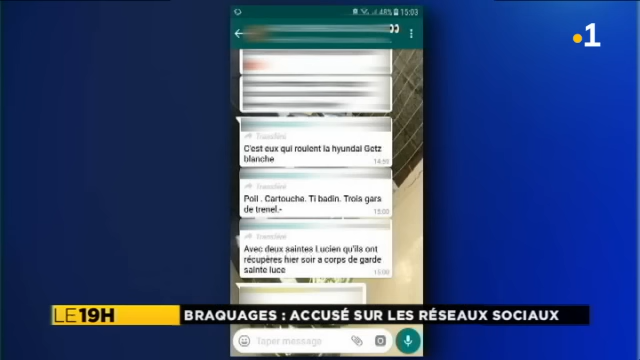 48% 15:03
1
Transféré
C'est eux qui roulent la hyundai Getz
blanche
14:59
Transféré
Poil . Cartouche. Ti badin. Trois gars
de trenel.-
15:00
Transféré
Avec deux saintes Lucien qu'ils ont
récupères hier soir a corps de garde
sainte luce
15:00
Taper message
LE19H
BRAQUAGES : ACCUSÉ SUR LES RÉSEAUX SOCIAUX